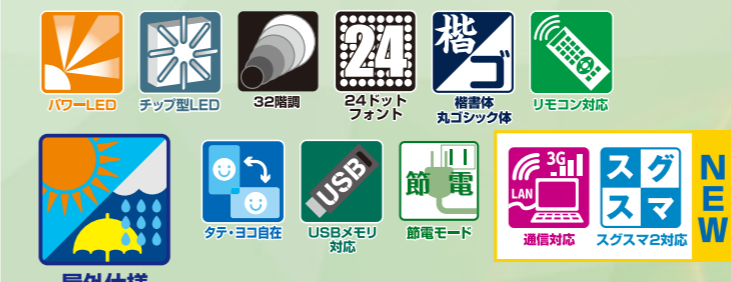 24
楷
ゴ
パワーLED
チップ型LED
32階調
24ドット
フォント
楷書体
丸ゴシック体
リモコン対応
USB
節電
3G
LAN
スグ
スマ
NEW
タテ・ヨコ自在
USBメモリ
対応
節電モード
通信対応
スグスマ2対応
屋外仕様